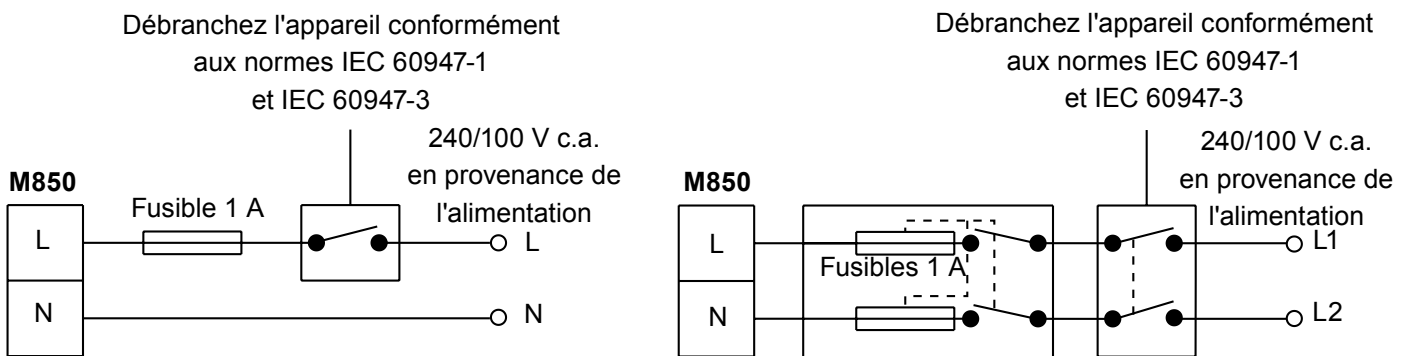 Débranchez l'appareil conformément
aux normes IEC 60947-1
et IEC 60947-3
240/100 V c.a.
en provenance de
l'alimentation
M850
Fusible 1 A
L
L
N
N
Débranchez l'appareil conformément
aux normes IEC 60947-1
et IEC 60947-3
240/100 V c.a.
en provenance de
l'alimentation
M850
L
L1
Fusibles 1 A
N
L2